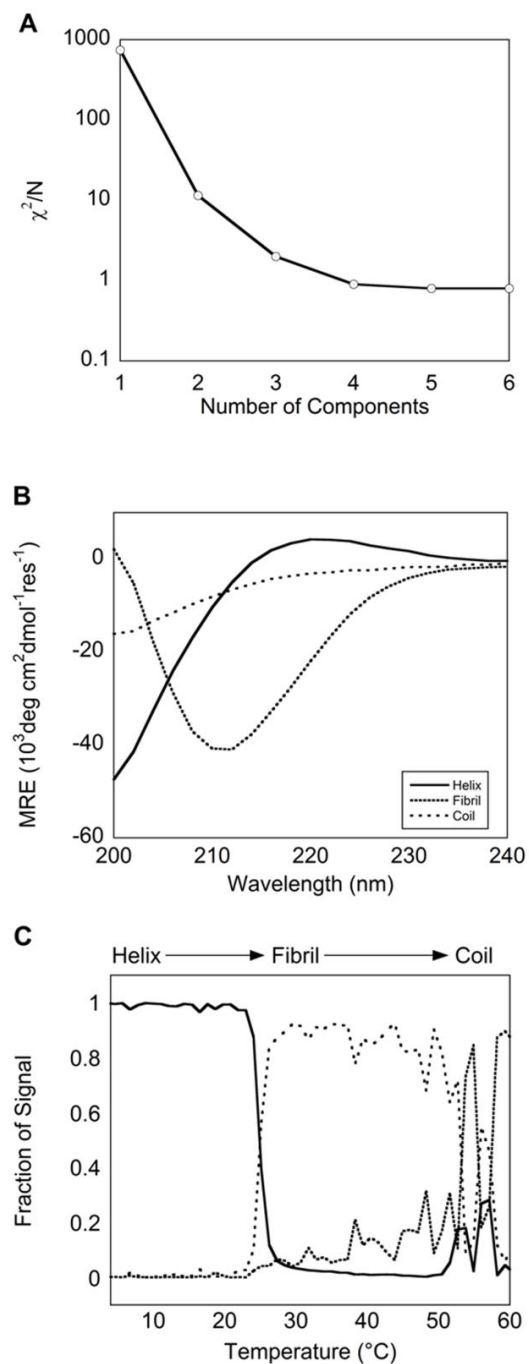 A
1000
100
10
1
0.1
χ²/N
1 2 3 4 5 6
Number of Components
B
0
-20
-40
-60
MRE (10³deg cm²dmol⁻¹res⁻¹)
Helix
Fibril
Coil
200 210 220 230 240
Wavelength (nm)
C
Helix Fibril Coil
1
0.8
0.6
0.4
0.2
0
Fraction of Signal
10 20 30 40 50 60
Temperature (°C)